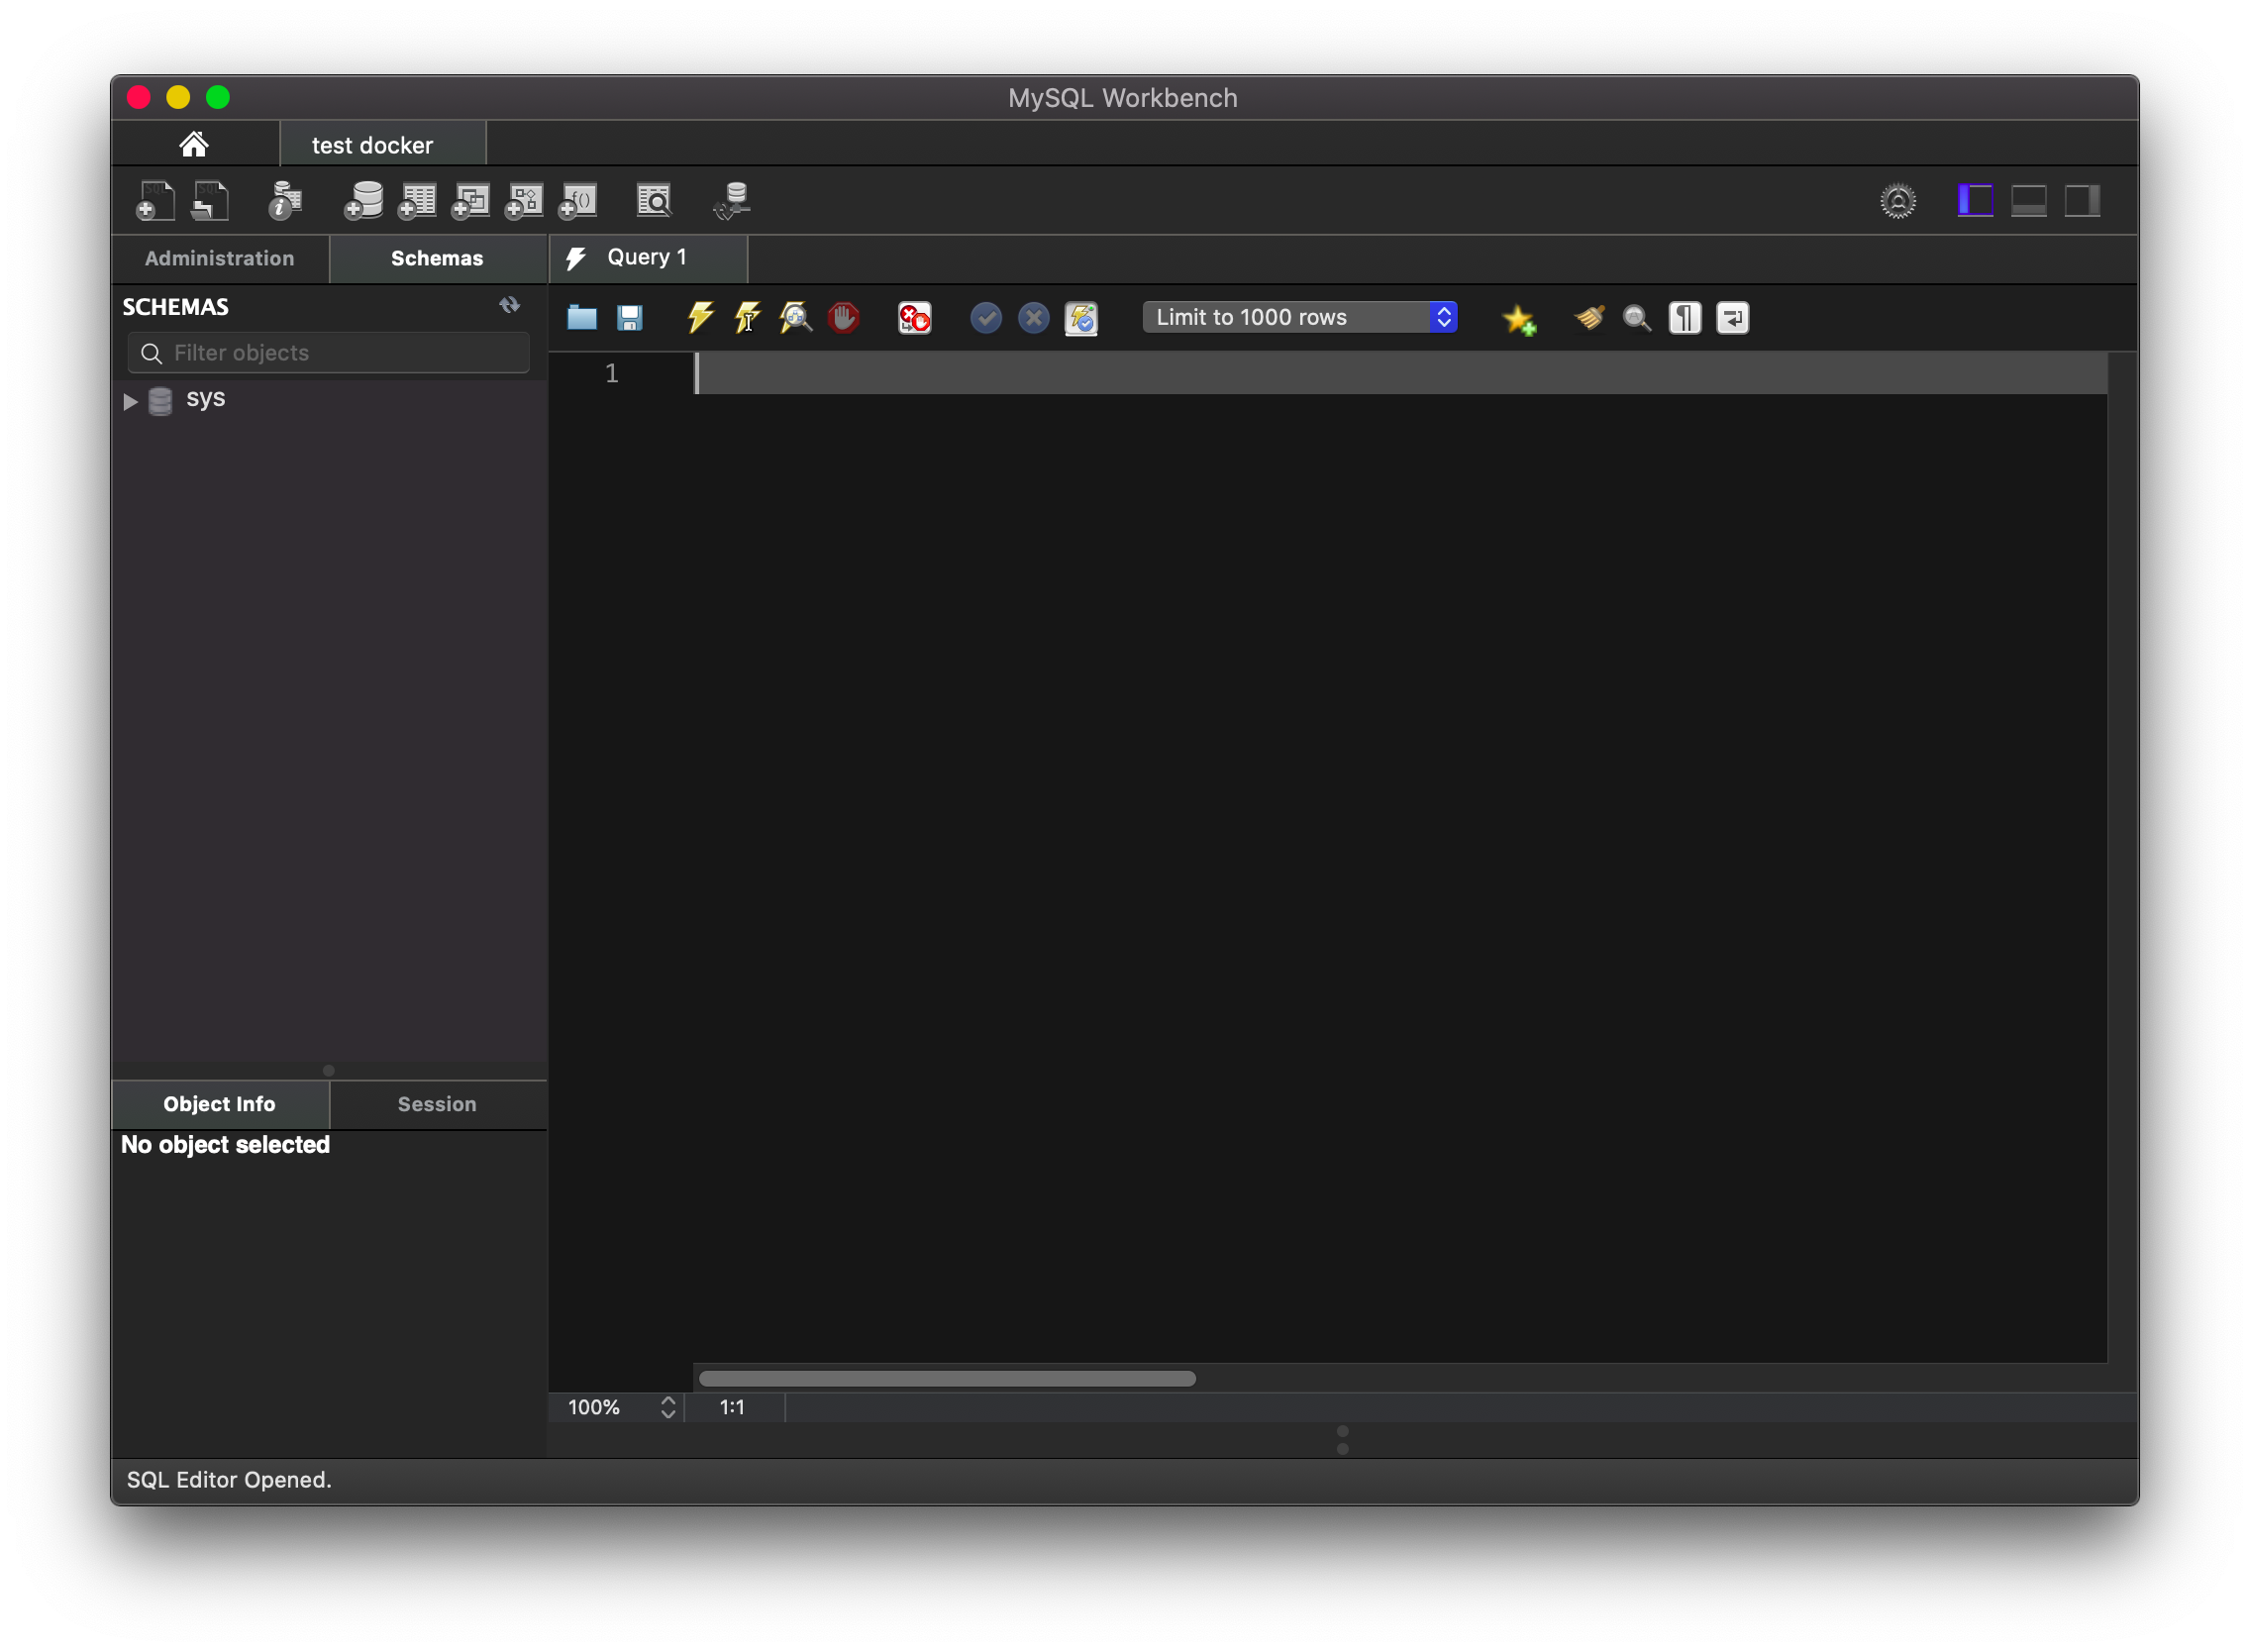 MySQL Workbench
test docker
Administration
Schemas
Query 1
SCHEMAS
Filter objects
Limit to 1000 rows
1
sys
Object Info
Session
No object selected
100%
1:1
SQL Editor Opened.